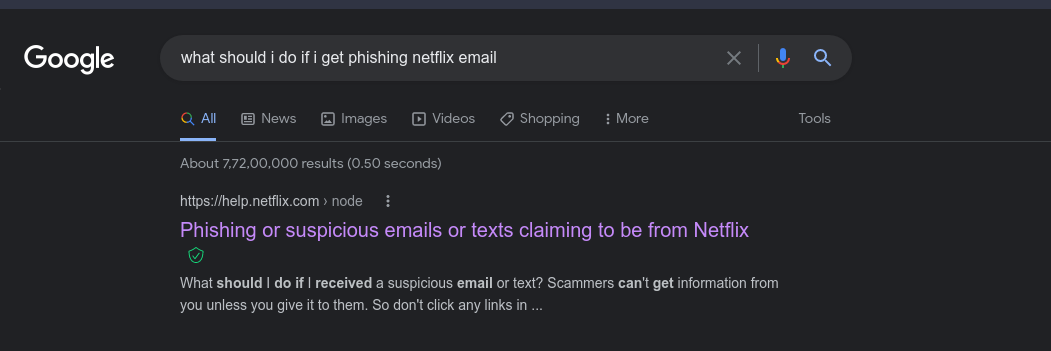 Google
what should i do if i get phishing netflix email
All News Images Videos Shopping More Tools
About 7,72,00,000 results (0.50 seconds)
https://help.netflix.com › node
Phishing or suspicious emails or texts claiming to be from Netflix
What should I do if I received a suspicious email or text? Scammers can't get information from
you unless you give it to them. So don't click any links in ...